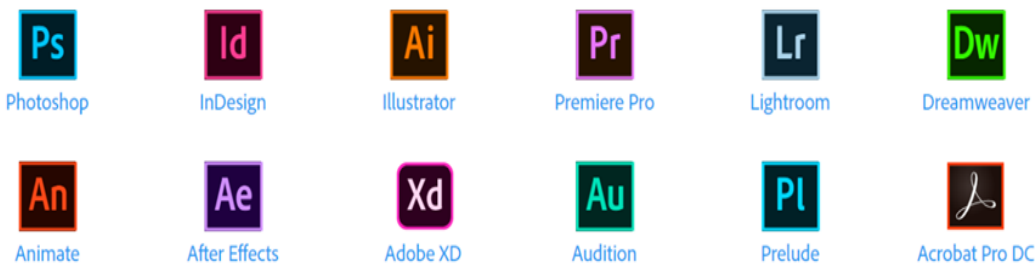 Ps Id Ai Pr Lr Dw
Photoshop InDesign Illustrator Premiere Pro Lightroom Dreamweaver
An Ae Xd Au Pl
Animate After Effects Adobe XD Audition Prelude Acrobat Pro DC